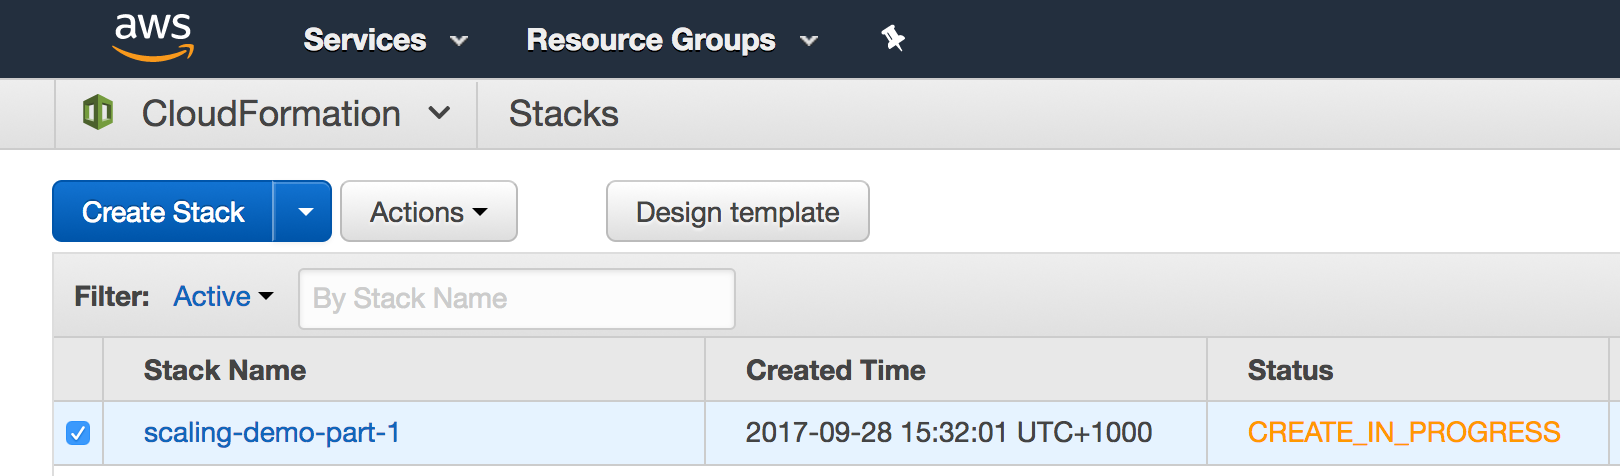 aws Services Resource Groups
CloudFormation Stacks
Create Stack Actions Design template
Filter: Active By Stack Name
Stack Name Created Time Status
scaling-demo-part-1 2017-09-28 15:32:01 UTC+1000 CREATE_IN_PROGRESS